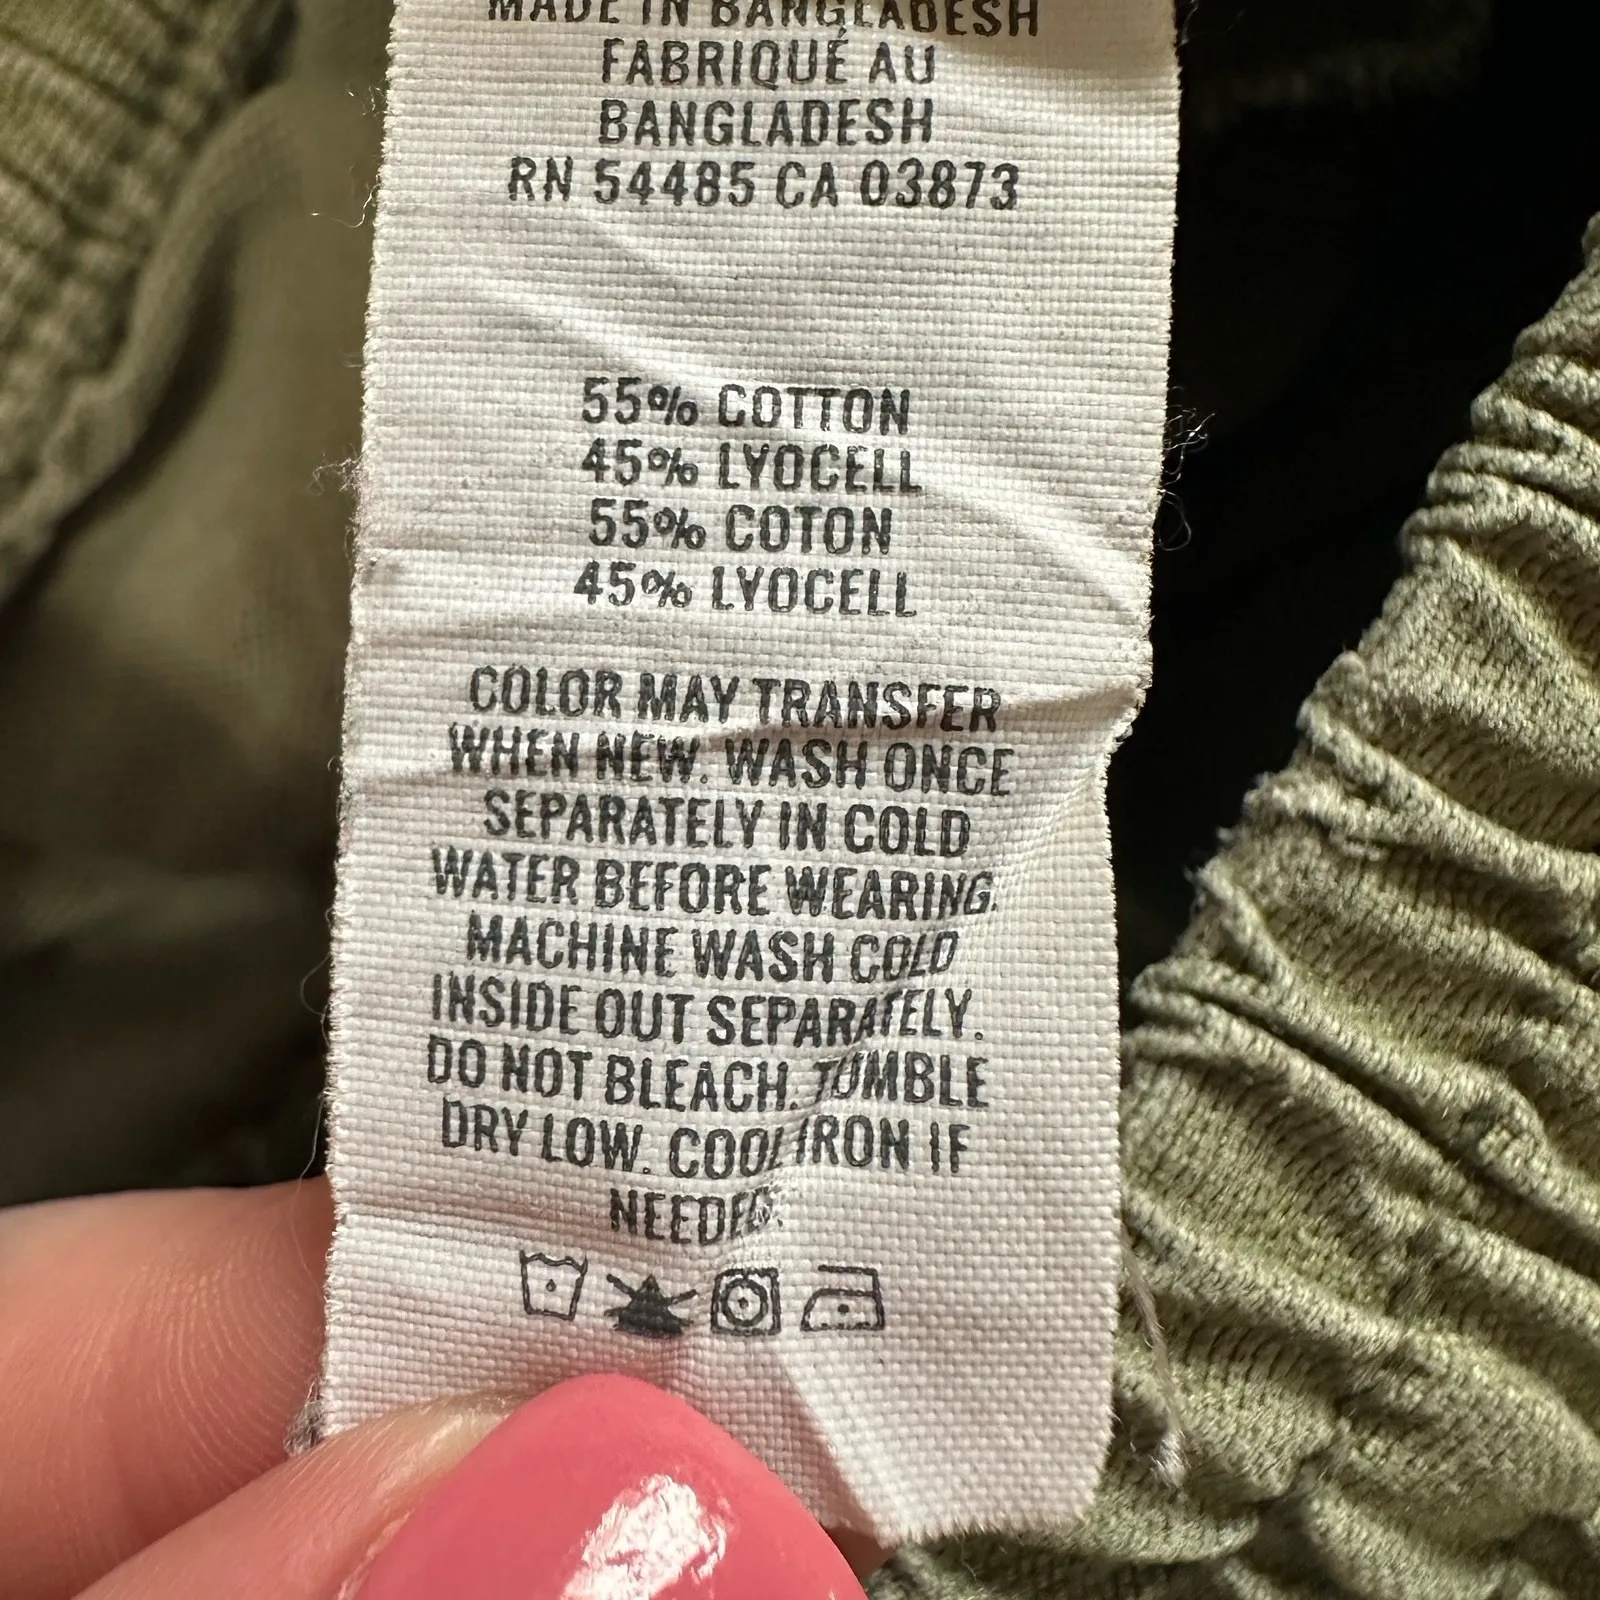 MADE IN BANGLADESH
FABRIQUÉ AU
BANGLADESH
RN 54485 CA 03873
55% COTTON
45% LYOCELL
55% COTON
45% LYOCELL
COLOR MAY TRANSFER
WHEN NEW. WASH ONCE
SEPARATELY IN COLD
WATER BEFORE WEARING.
MACHINE WASH COLD
INSIDE OUT SEPARATELY.
DO NOT BLEACH. TUMBLE
DRY LOW. COOL IRON IF
NEEDED.